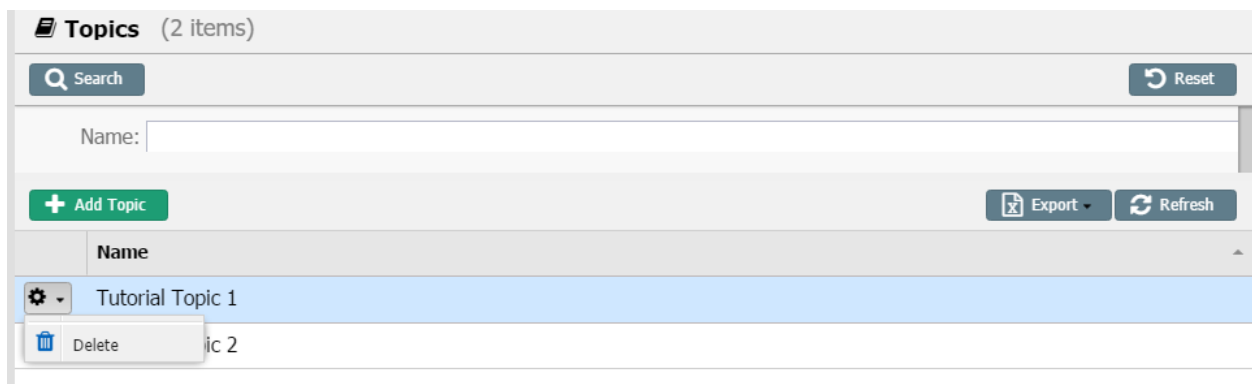 Topics (2 items)
Search Reset
Name:
Add Topic Export Refresh
Name
Tutorial Topic 1
Delete ic 2